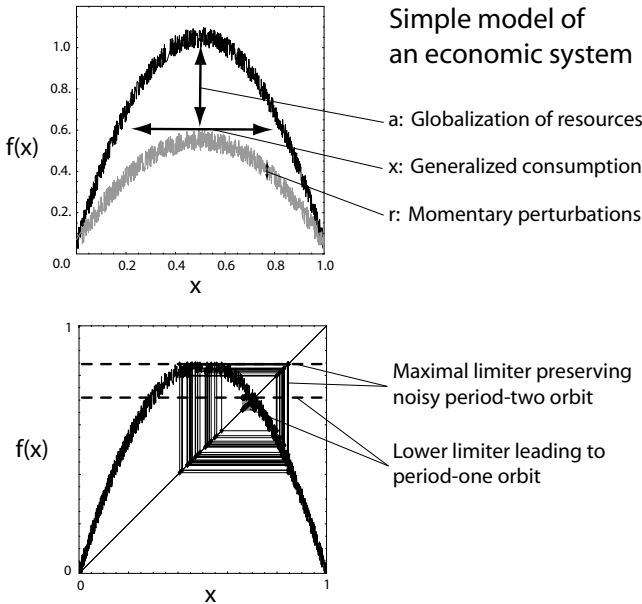 Simple model of
an economic system
1.0
0.8
0.6
0.4
0.2
f(x)
0.0
0.2
0.4
0.6
0.8
1.0
x
a: Globalization of resources
x: Generalized consumption
r: Momentary perturbations
1
f(x)
0
0
1
x
Maximal limiter preserving
noisy period-two orbit
Lower limiter leading to
period-one orbit